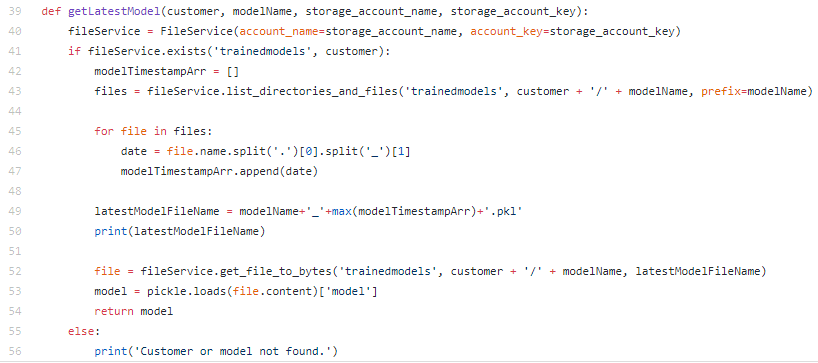 39 def getLatestModel(customer, modelName, storage_account_name, storage_account_key):
40     fileService = FileService(account_name=storage_account_name, account_key=storage_account_key)
41     if fileService.exists('trainedmodels', customer):
42         modelTimestampArr = []
43         files = fileService.list_directories_and_files('trainedmodels', customer + '/' + modelName, prefix=modelName)
44
45         for file in files:
46             date = file.name.split('.')[0].split('_')[1]
47             modelTimestampArr.append(date)
48
49         latestModelFileName = modelName+'_'+max(modelTimestampArr)+'.pkl'
50         print(latestModelFileName)
51
52         file = fileService.get_file_to_bytes('trainedmodels', customer + '/' + modelName, latestModelFileName)
53         model = pickle.loads(file.content)['model']
54         return model
55     else:
56         print('Customer or model not found.')